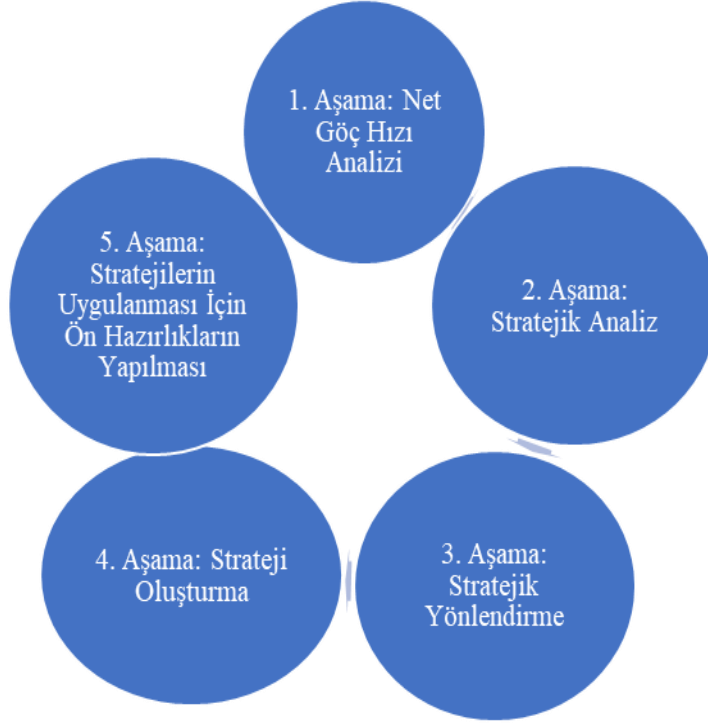 1. Aşama: Net
Göç Hızı
Analizi
2. Aşama:
Stratejik Analiz
3. Aşama:
Stratejik
Yönlendirme
4. Aşama: Strateji
Oluşturma
5. Aşama:
Stratejilerin
Uygulanması İçin
Ön Hazırlıkların
Yapılması